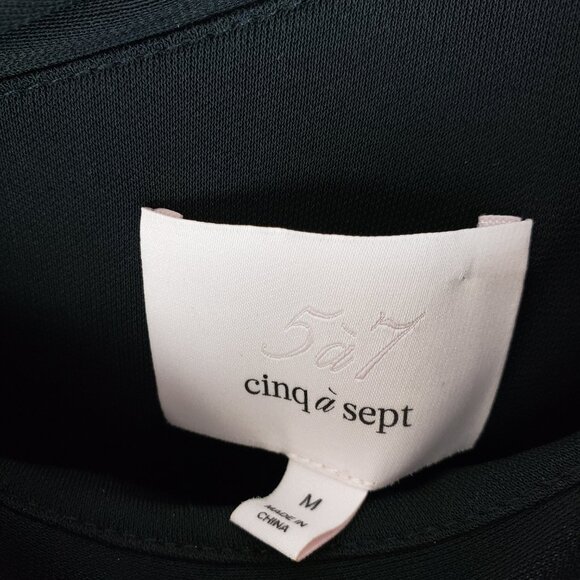 5à7
cinq à sept
M
MADE IN
CHINA